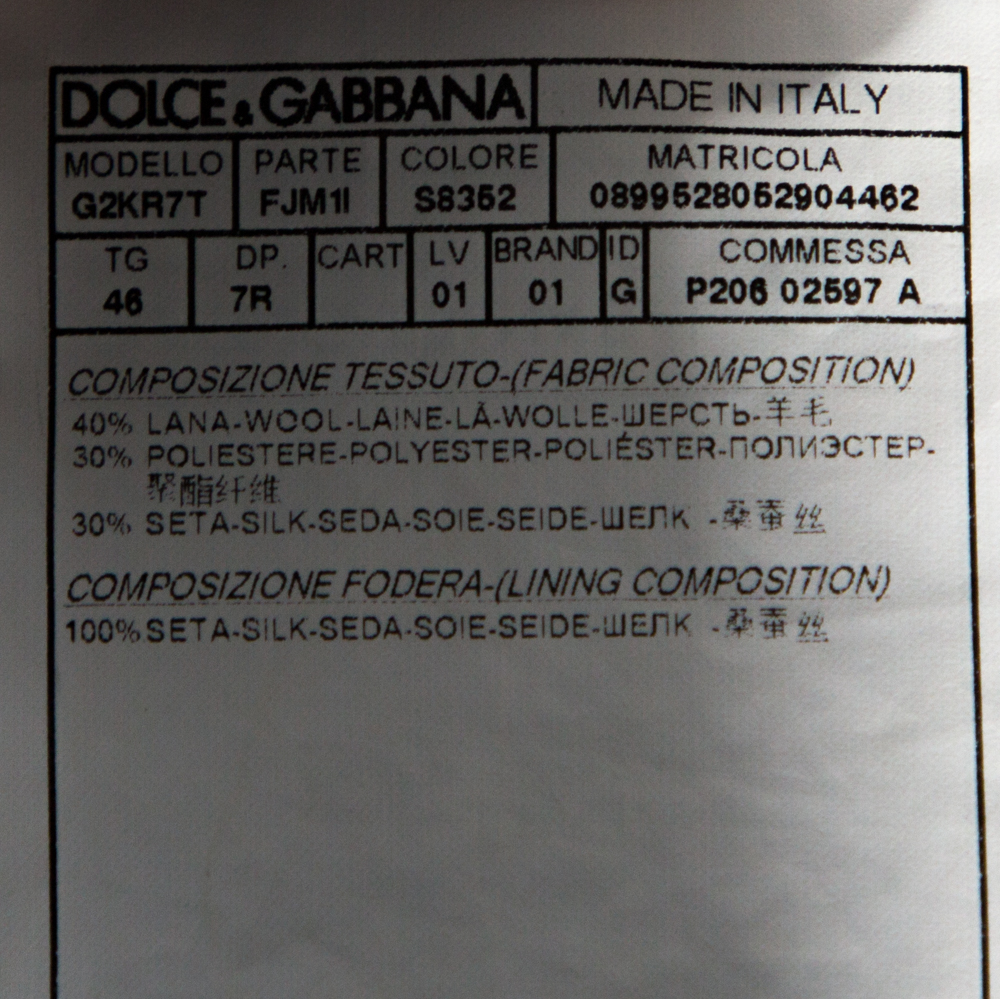 DOLCE & GABBANA MADE IN ITALY
MODELLO PARTE COLORE MATRICOLA
G2KR7T FJM1I S8352 0899528052904462
TG DP. CART LV BRAND ID COMMESSA
46 7R 01 01 G P206 02597 A
COMPOSIZIONE TESSUTO-(FABRIC COMPOSITION)
40% LANA-WOOL-LAINE-LÃ-WOLLE-ШЕРСТЬ-羊毛
30% POLIESTERE-POLYESTER-POLIÉSTER-ПОЛИЭСТЕР-
聚酯纤维
30% SETA-SILK-SEDA-SOIE-SEIDE-ШЕЛК -桑蚕丝
COMPOSIZIONE FODERA-(LINING COMPOSITION)
100% SETA-SILK-SEDA-SOIE-SEIDE-ШЕЛК -桑蚕丝